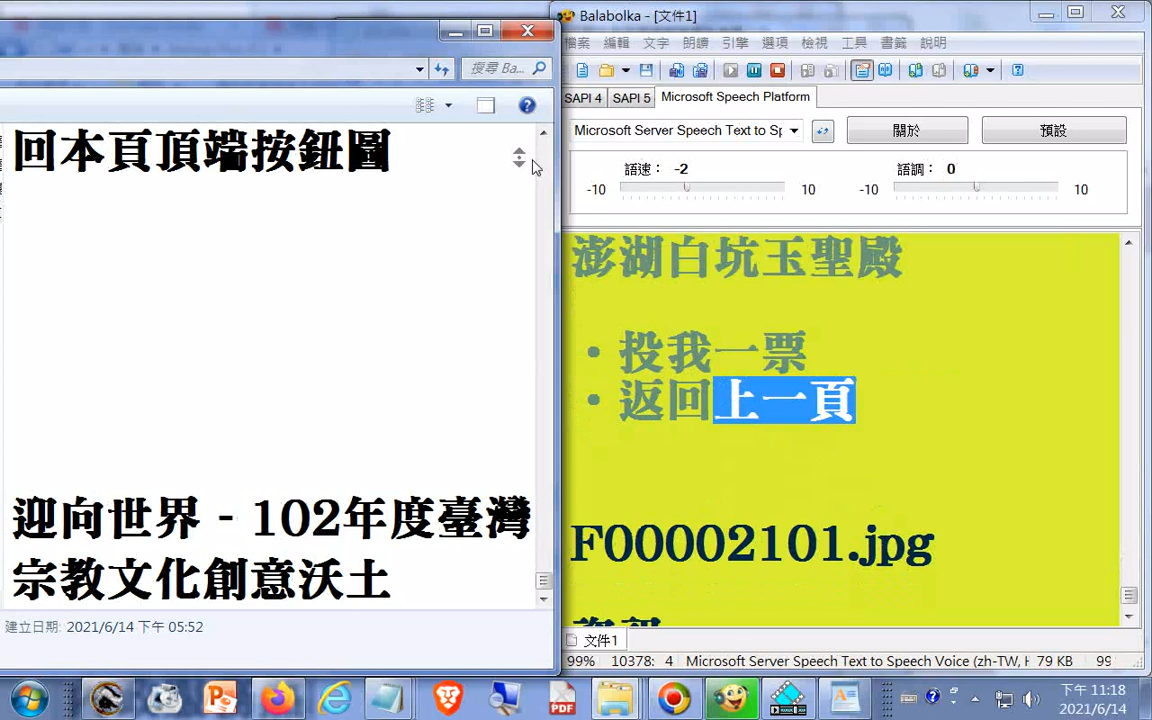 搜尋 Ba...
回本頁頂端按鈕圖
迎向世界 - 102年度臺灣
宗教文化創意沃土
建立日期: 2021/6/14 下午 05:52
Balabolka - [文件1]
檔案 編輯 文字 朗讀 引擎 選項 檢視 工具 書籤 說明
SAPI 4 SAPI 5 Microsoft Speech Platform
Microsoft Server Speech Text to Sp
關於 預設
語速： -2 語調： 0
-10 10 -10 10
澎湖白坑玉聖殿
• 投我一票
• 返回上一頁
F00002101.jpg
文件1
99% 10378: 4 Microsoft Server Speech Text to Speech Voice (zh-TW, H 79 KB 99
PDF
下午 11:18
2021/6/14